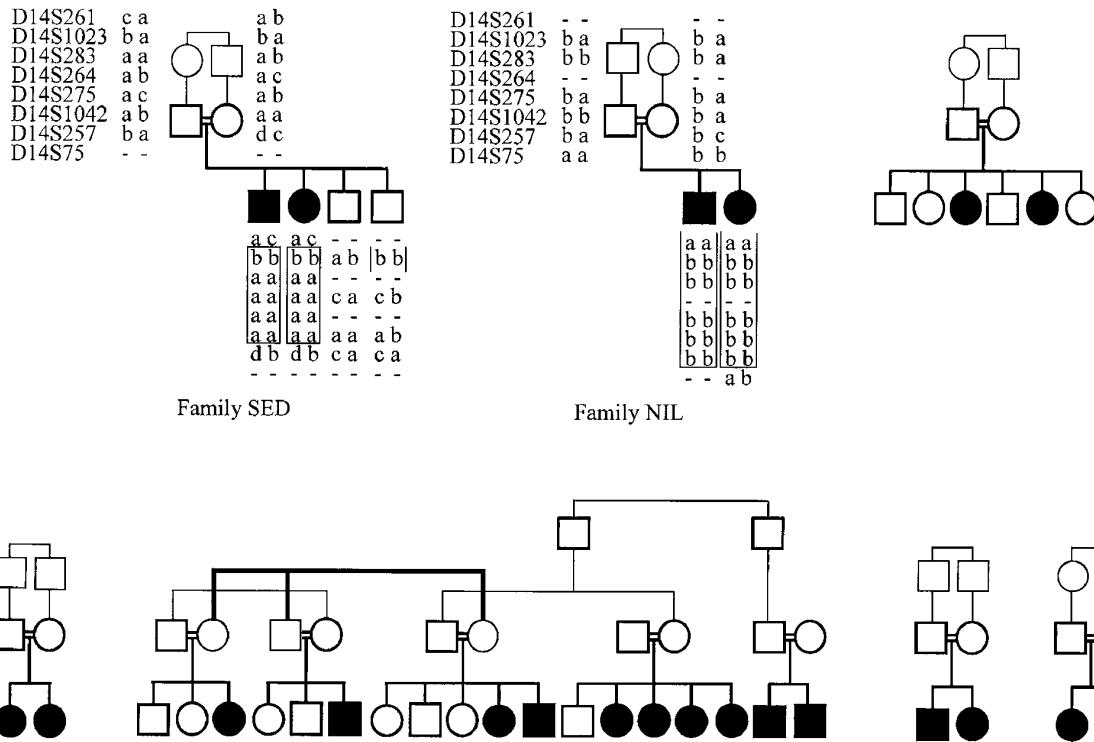 D14S261 c a a b
D14S1023 b a b a
D14S283 a a a b
D14S264 a b a c
D14S275 a c a b
D14S1042 a b a a
D14S257 b a d c
D14S75 - - - -
a c a c - - - -
b b b b a b b b
a a a a - - - -
a a a a c a c b
a a a a - - - -
a a a a a a a b
d b d b c a c a
- - - - - - - -
Family SED
D14S261 - - - -
D14S1023 b a b a
D14S283 b b b a
D14S264 - - - -
D14S275 b a b a
D14S1042 b b b a
D14S257 b a b c
D14S75 a a b b
a a a a
b b b b
b b b b
- - - -
b b b b
b b b b
b b b b
- - a b
Family NIL